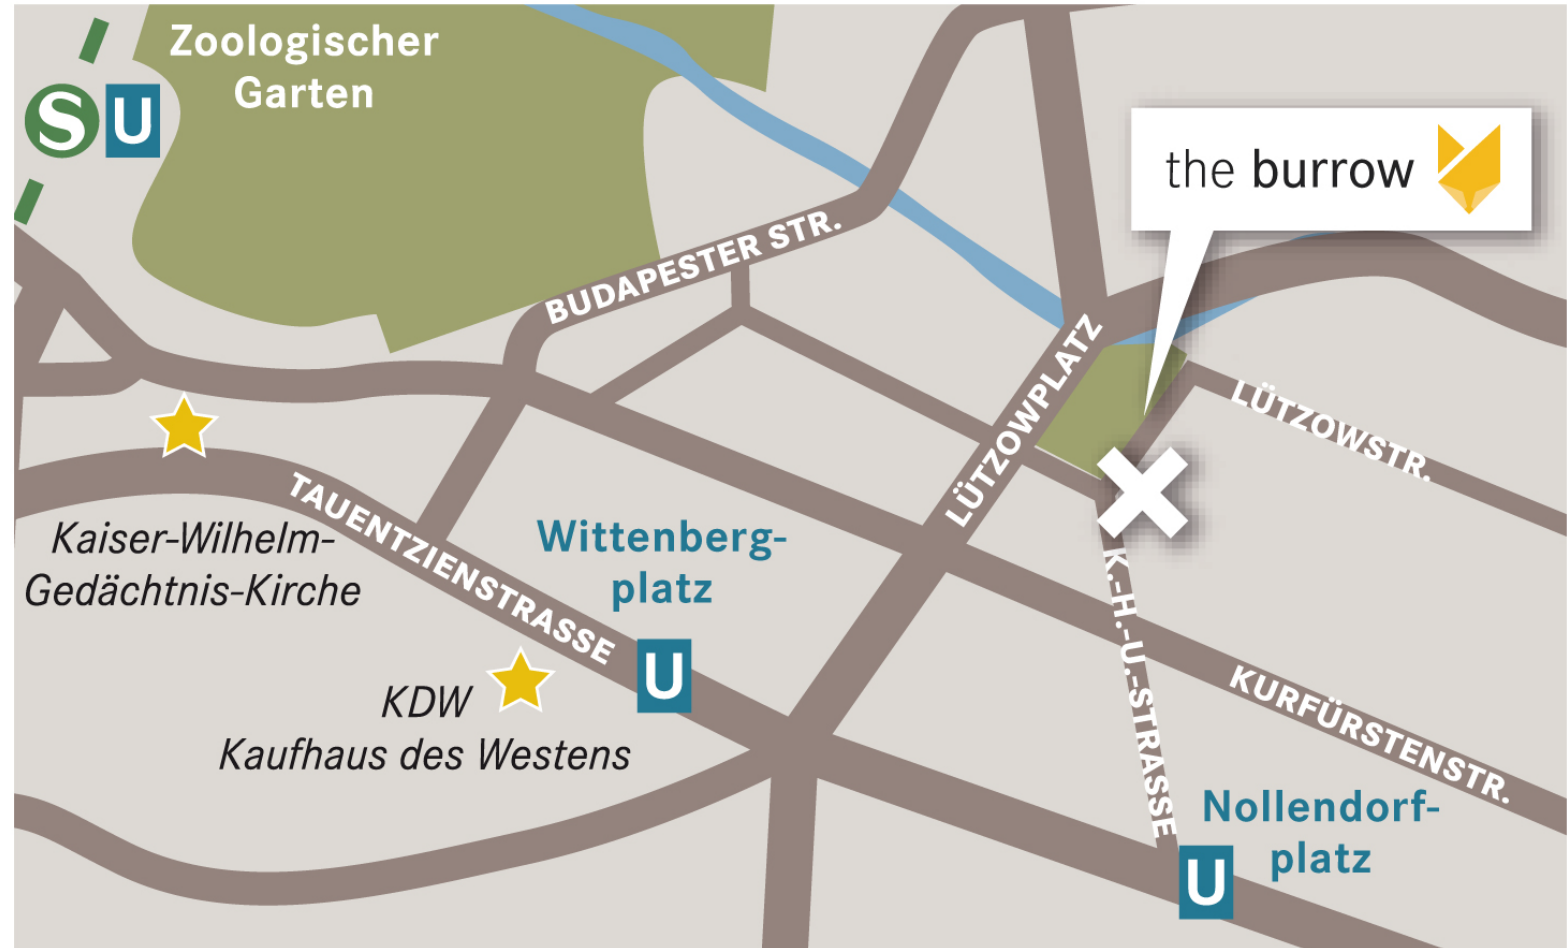 Zoologischer
Garten
S U
the burrow
BUDAPESTER STR.
LÜTZOWPLATZ
LÜTZOWSTR.
TAUENTZIENSTRASSE
Kaiser-Wilhelm-
Gedächtnis-Kirche
Wittenberg-
platz
U
K.-H.-U.-STRASSE
KDW
Kaufhaus des Westens
KURFÜRSTENSTR.
Nollendorf-
platz
U